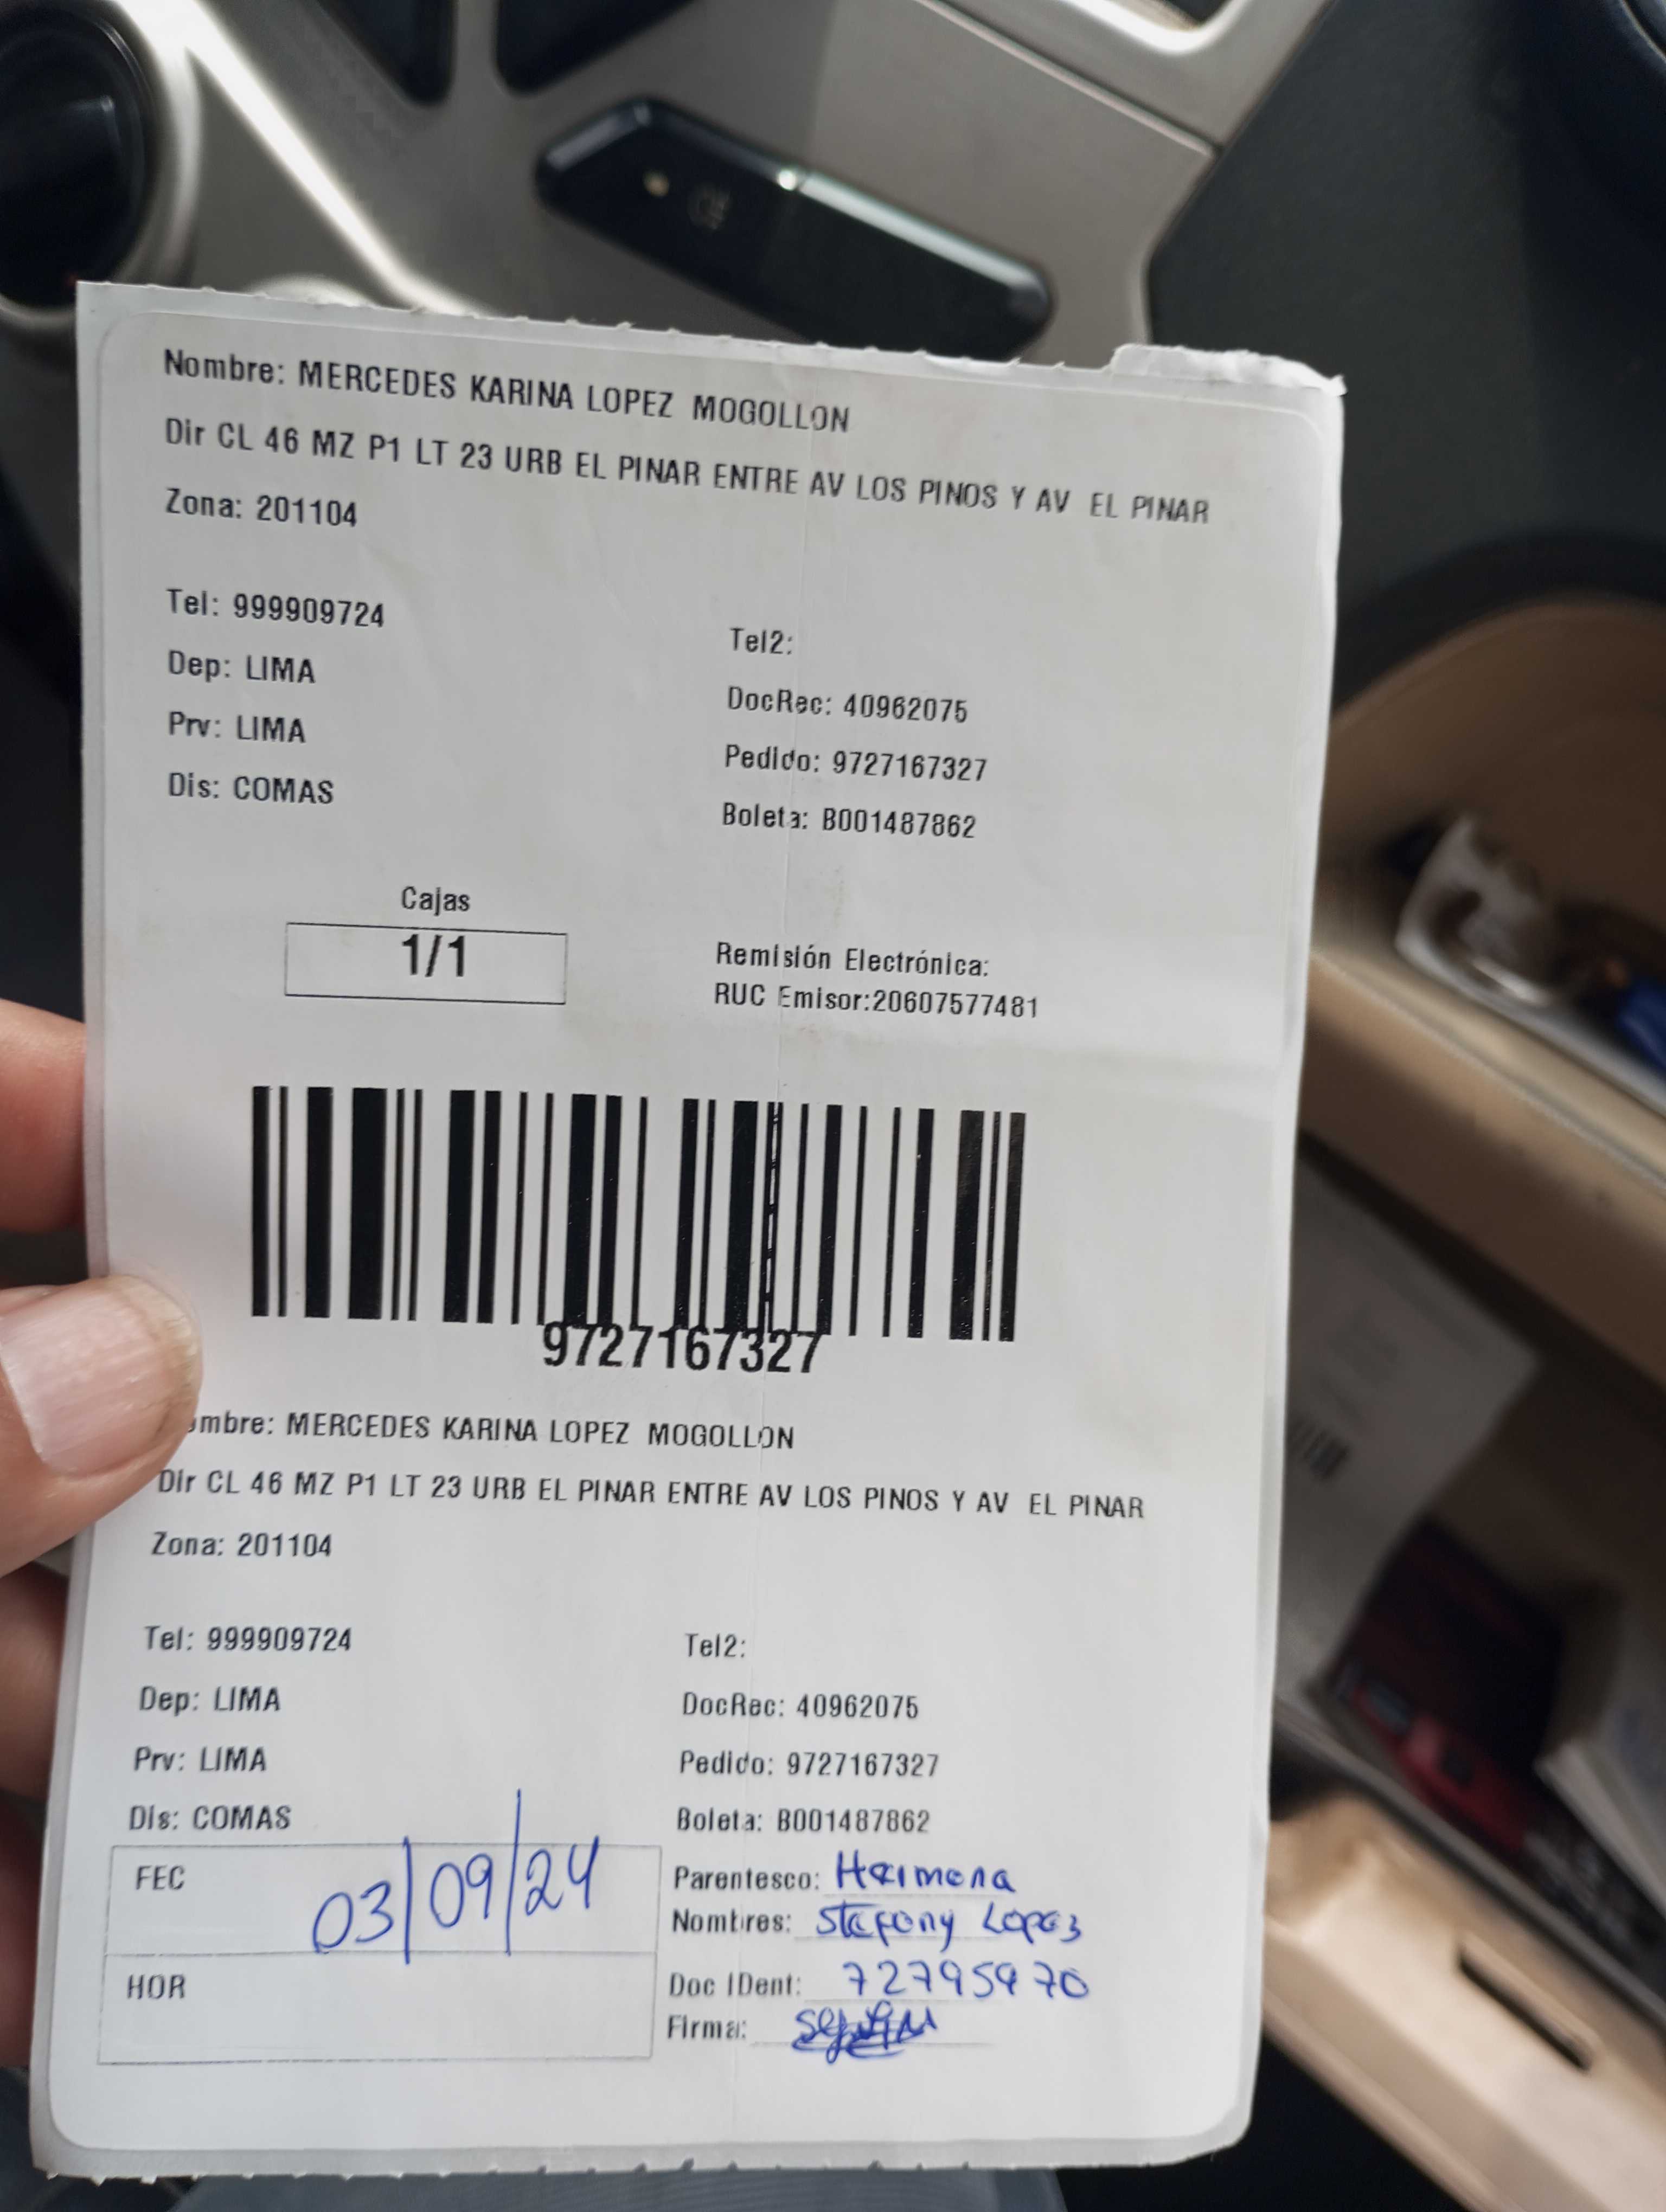 Nombre: MERCEDES KARINA LOPEZ MOGOLLON
Dir CL 46 MZ P1 LT 23 URB EL PINAR ENTRE AV LOS PINOS Y AV EL PINAR
Zona: 201104
Tel: 999909724
Tel2:
Dep: LIMA
DocRec: 40962075
Prv: LIMA
Pedido: 9727167327
Dis: COMAS
Boleta: B001487862
Cajas
1/1
Remisión Electrónica:
RUC Emisor:20607577481
9727167327
ombre: MERCEDES KARINA LOPEZ MOGOLLON
Dir CL 46 MZ P1 LT 23 URB EL PINAR ENTRE AV LOS PINOS Y AV EL PINAR
Zona: 201104
Tel: 999909724
Tel2:
Dep: LIMA
DocRec: 40962075
Prv: LIMA
Pedido: 9727167327
Dis: COMAS
Boleta: B001487862
FEC 03/09/24
Parentesco: Hermana
Nombres: Stefany Lopez
HOR
Doc IDent: 72795970
Firma: